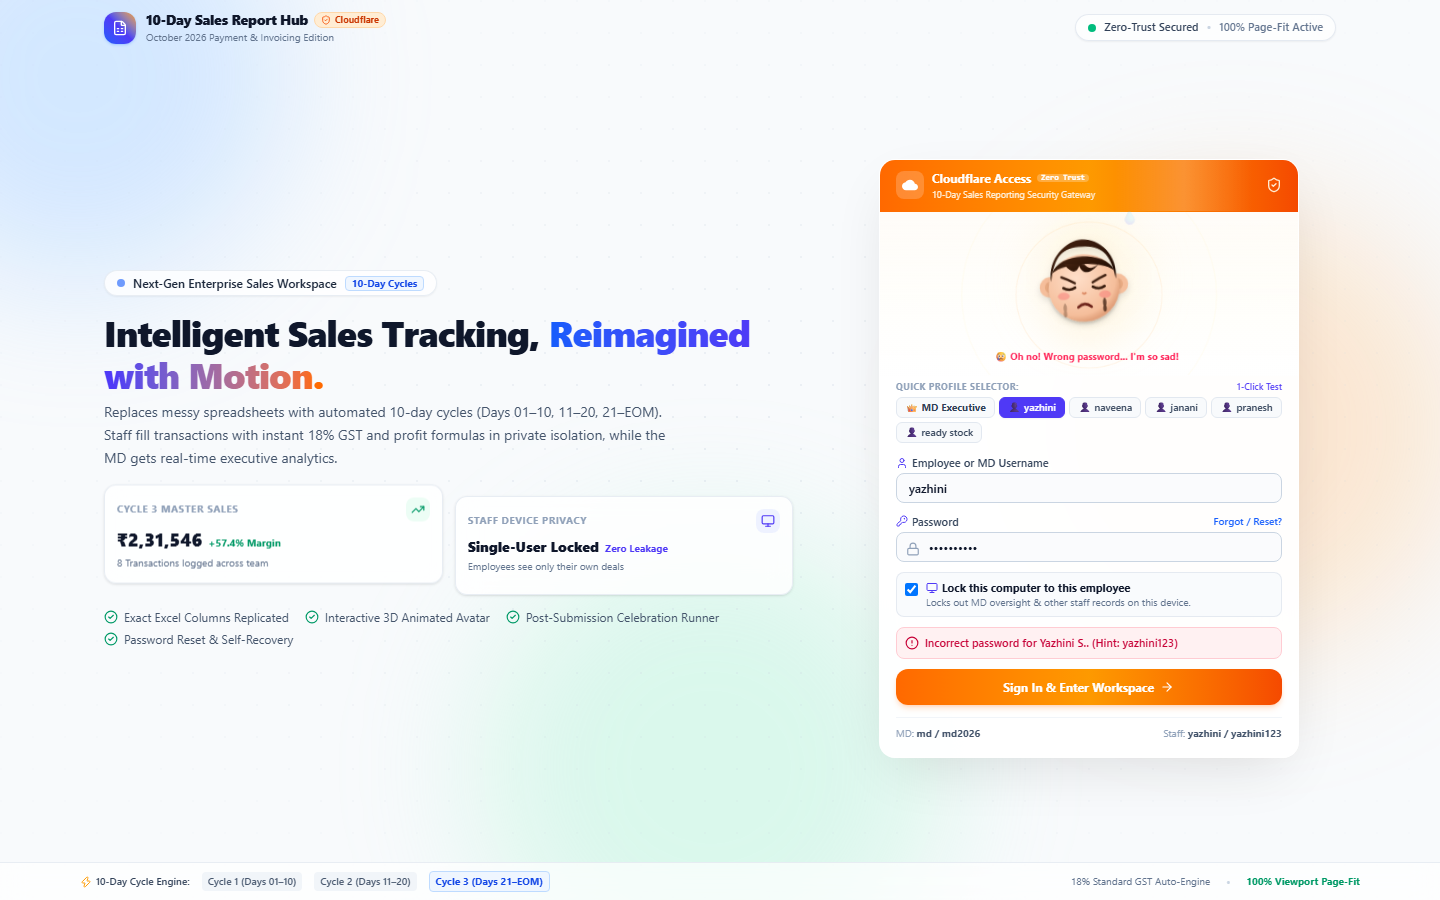 10-Day Sales Report Hub Cloudflare
October 2026 Payment & Invoicing Edition
Zero-Trust Secured • 100% Page-Fit Active
Next-Gen Enterprise Sales Workspace 10-Day Cycles
Intelligent Sales Tracking, Reimagined
with Motion.
Replaces messy spreadsheets with automated 10-day cycles (Days 01–10, 11–20, 21–EOM).
Staff fill transactions with instant 18% GST and profit formulas in private isolation, while the
MD gets real-time executive analytics.
CYCLE 3 MASTER SALES
₹2,31,546 +57.4% Margin
8 Transactions logged across team
STAFF DEVICE PRIVACY
Single-User Locked Zero Leakage
Employees see only their own deals
Exact Excel Columns Replicated
Interactive 3D Animated Avatar
Post-Submission Celebration Runner
Password Reset & Self-Recovery
Cloudflare Access Zero Trust
10-Day Sales Reporting Security Gateway
Oh no! Wrong password... I'm so sad!
QUICK PROFILE SELECTOR: 1-Click Test
MD Executive yazhini naveena janani pranesh
ready stock
Employee or MD Username
yazhini
Password Forgot / Reset?
••••••••••
Lock this computer to this employee
Locks out MD oversight & other staff records on this device.
Incorrect password for Yazhini S.. (Hint: yazhini123)
Sign In & Enter Workspace →
MD: md / md2026 Staff: yazhini / yazhini123
10-Day Cycle Engine: Cycle 1 (Days 01–10) Cycle 2 (Days 11–20) Cycle 3 (Days 21–EOM)
18% Standard GST Auto-Engine • 100% Viewport Page-Fit